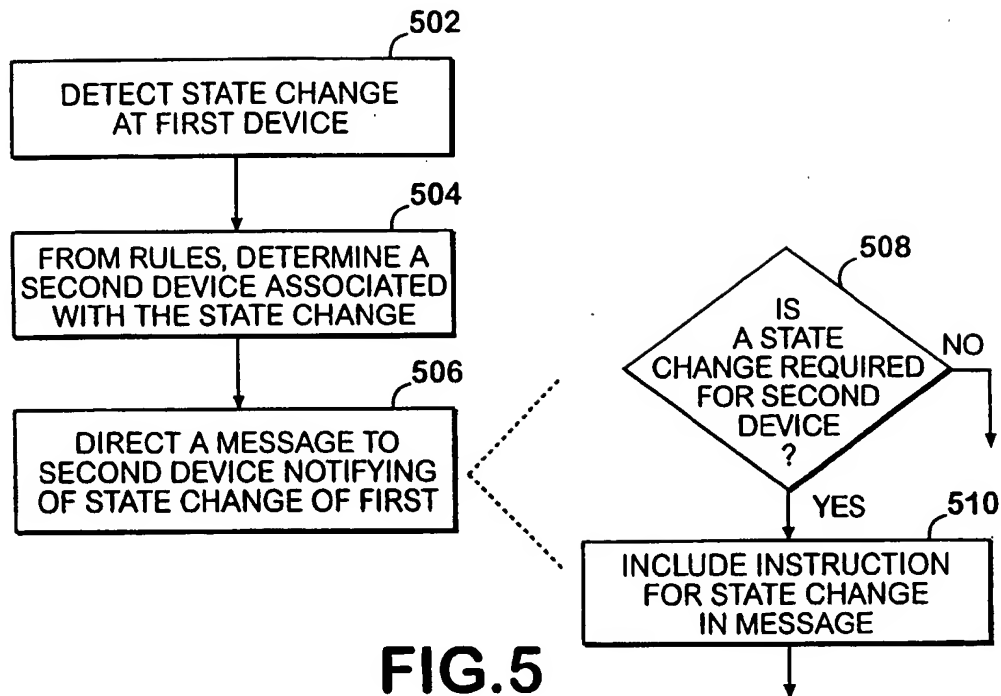 502
DETECT STATE CHANGE
AT FIRST DEVICE
504
FROM RULES, DETERMINE A
SECOND DEVICE ASSOCIATED
WITH THE STATE CHANGE
506
DIRECT A MESSAGE TO
SECOND DEVICE NOTIFYING
OF STATE CHANGE OF FIRST
508
IS
A STATE
CHANGE REQUIRED
FOR SECOND
DEVICE
?
NO
YES
510
INCLUDE INSTRUCTION
FOR STATE CHANGE
IN MESSAGE
FIG.5